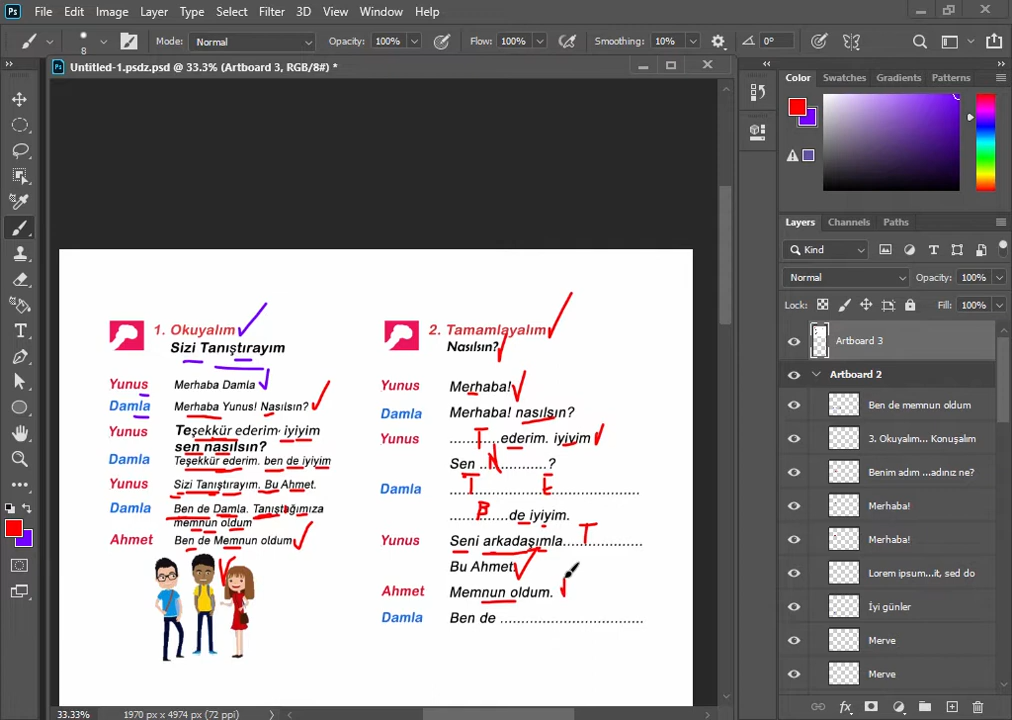 Ps File Edit Image Layer Type Select Filter 3D View Window Help
8 Mode: Normal Opacity: 100% Flow: 100% Smoothing: 10% 0°
Untitled-1.psdz.psd @ 33.3% (Artboard 3, RGB/8#) *
1. Okuyalım
Sizi Tanıştırayım
Yunus Merhaba Damla
Damla Merhaba Yunus! Nasılsın?
Yunus Teşekkür ederim. iyiyim
sen nasılsın?
Damla Teşekkür ederim. ben de iyiyim
Yunus Sizi Tanıştırayım. Bu Ahmet.
Damla Ben de Damla. Tanıştığımıza
memnun oldum
Ahmet Ben de Memnun oldum
2. Tamamlayalım
Nasılsın?
Yunus Merhaba!
Damla Merhaba! nasılsın?
Yunus ....T.... ederim. iyiyim
Sen ..N............?
Damla ....T..................E......................
.......B......de iyiyim.
Yunus Seni arkadaşımla.....T..............
Bu Ahmet.
Ahmet Memnun oldum.
Damla Ben de ....................................
33.33% 1970 px x 4974 px (72 ppi)
Color Swatches Gradients Patterns
Layers Channels Paths
Kind
Normal Opacity: 100%
Lock: Fill: 100%
Artboard 3
Artboard 2
Ben de memnun oldum
3. Okuyalım... Konuşalım
Benim adım ...adınız ne?
Merhaba!
Merhaba!
Lorem ipsum...it, sed do
İyi günler
Merve
Merve
fx